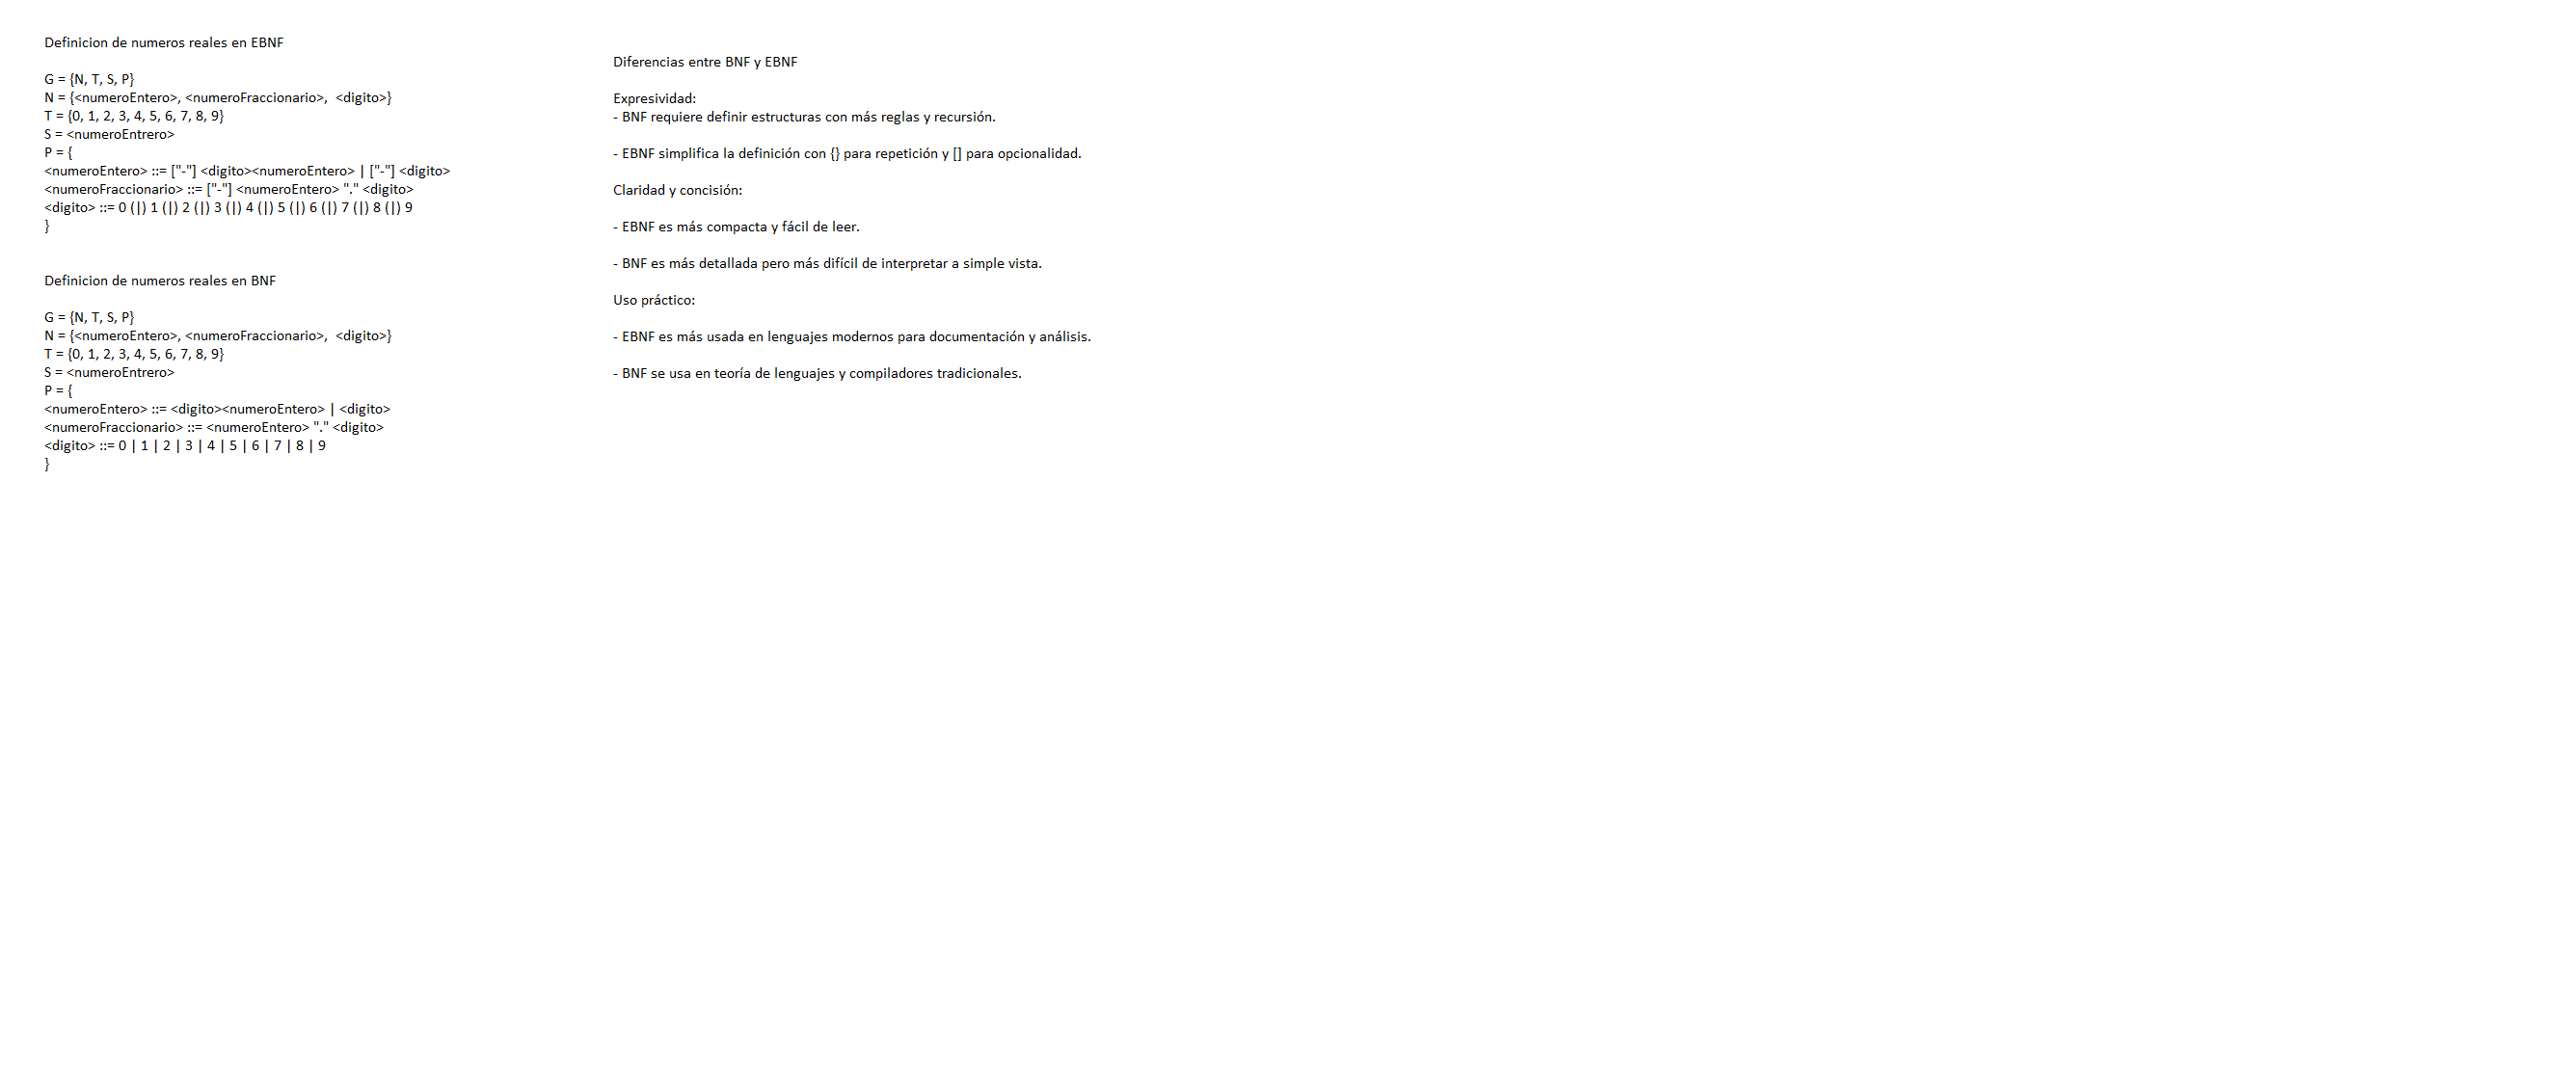 Definicion de numeros reales en EBNF
G = {N, T, S, P}
N = {<numeroEntero>, <numeroFraccionario>,  <digito>}
T = {0, 1, 2, 3, 4, 5, 6, 7, 8, 9}
S = <numeroEntrero>
P = {
<numeroEntero> ::= ["-"] <digito><numeroEntero> | ["-"] <digito>
<numeroFraccionario> ::= ["-"] <numeroEntero> "." <digito>
<digito> ::= 0 (|) 1 (|) 2 (|) 3 (|) 4 (|) 5 (|) 6 (|) 7 (|) 8 (|) 9
}
Definicion de numeros reales en BNF
G = {N, T, S, P}
N = {<numeroEntero>, <numeroFraccionario>,  <digito>}
T = {0, 1, 2, 3, 4, 5, 6, 7, 8, 9}
S = <numeroEntrero>
P = {
<numeroEntero> ::= <digito><numeroEntero> | <digito>
<numeroFraccionario> ::= <numeroEntero> "." <digito>
<digito> ::= 0 | 1 | 2 | 3 | 4 | 5 | 6 | 7 | 8 | 9
}
Diferencias entre BNF y EBNF
Expresividad:
- BNF requiere definir estructuras con más reglas y recursión.
- EBNF simplifica la definición con {} para repetición y [] para opcionalidad.
Claridad y concisión:
- EBNF es más compacta y fácil de leer.
- BNF es más detallada pero más difícil de interpretar a simple vista.
Uso práctico:
- EBNF es más usada en lenguajes modernos para documentación y análisis.
- BNF se usa en teoría de lenguajes y compiladores tradicionales.